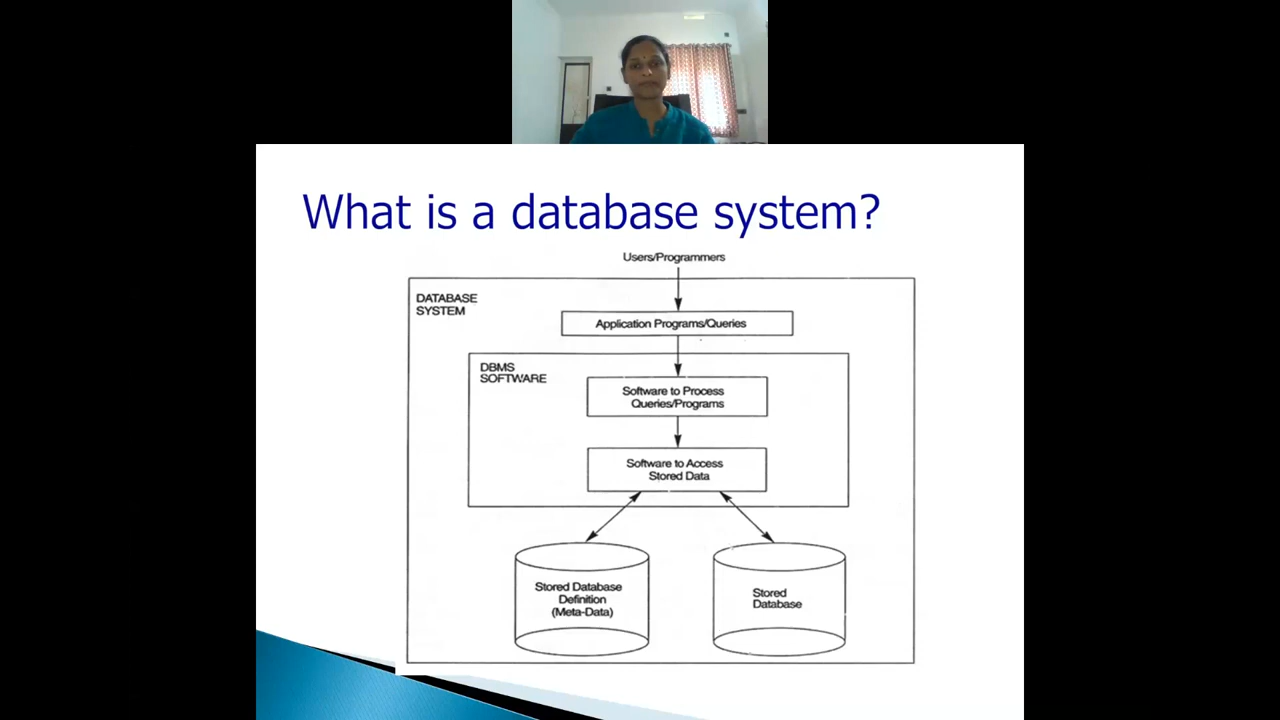 What is a database system?
Users/Programmers
DATABASE
SYSTEM
Application Programs/Queries
DBMS
SOFTWARE
Software to Process
Queries/Programs
Software to Access
Stored Data
Stored Database
Definition
(Meta-Data)
Stored
Database